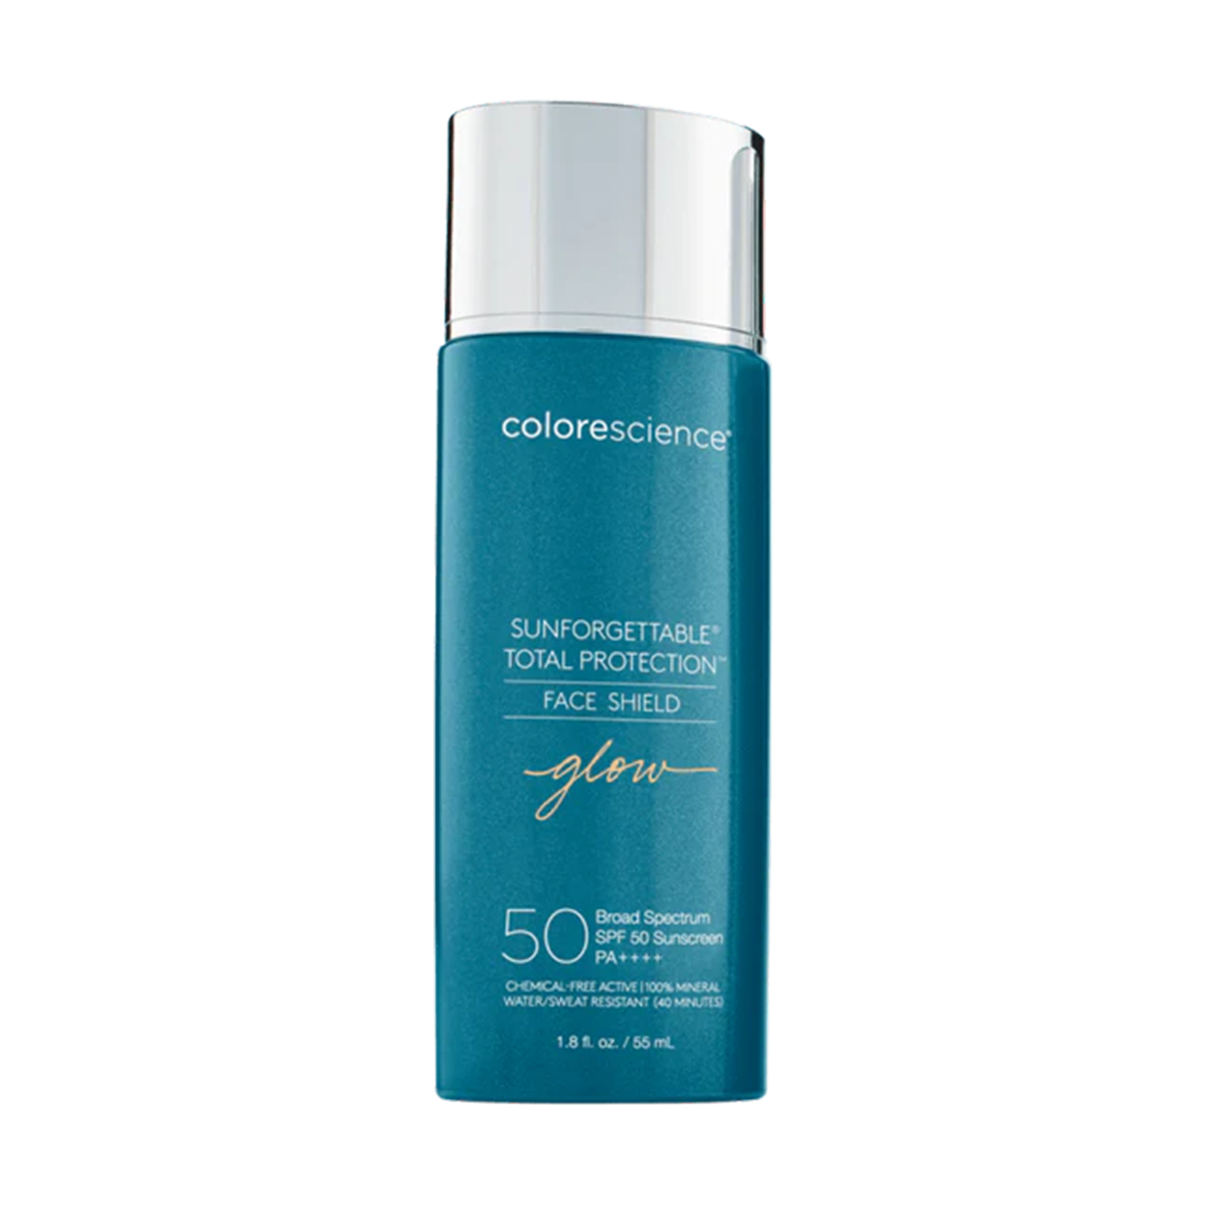 colorescience®
SUNFORGETTABLE®
TOTAL PROTECTION™
FACE SHIELD
glow
50
Broad Spectrum
SPF 50 Sunscreen
PA++++
CHEMICAL-FREE ACTIVE | 100% MINERAL
WATER/SWEAT RESISTANT (40 MINUTES)
1.8 fl. oz. / 55 mL